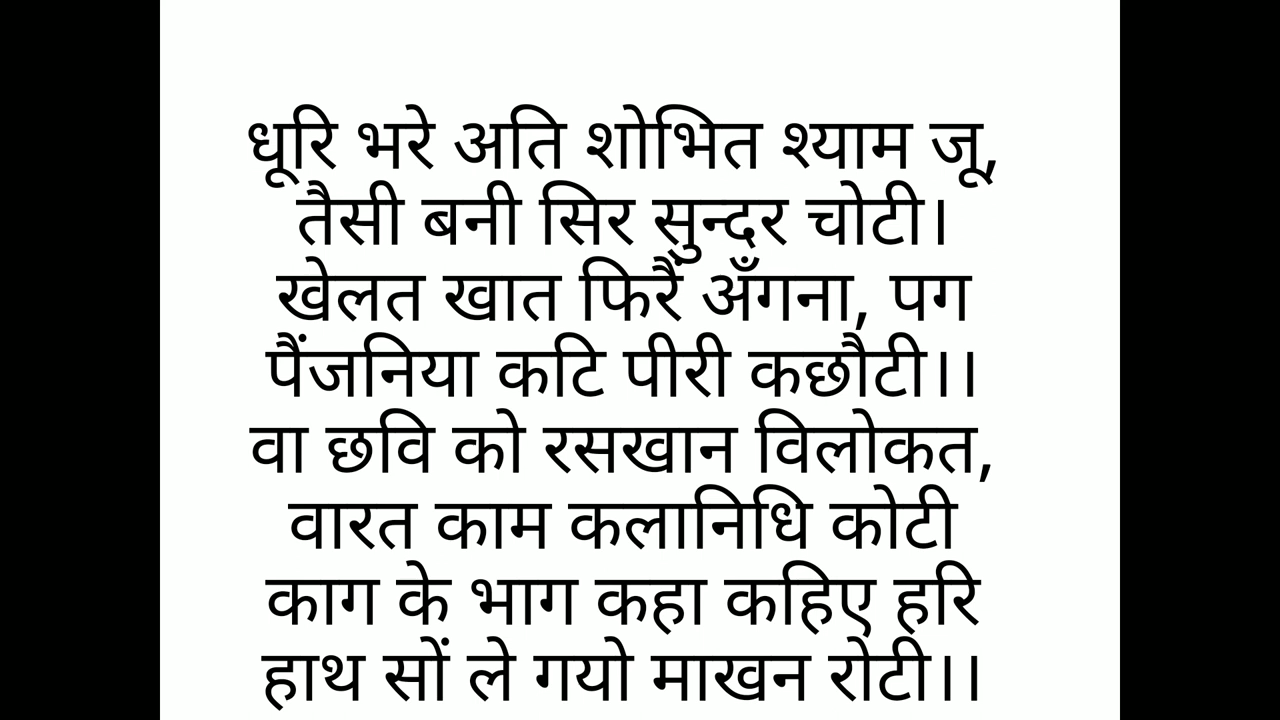 धूरि भरे अति शोभित श्याम जू,
तैसी बनी सिर सुन्दर चोटी।
खेलत खात फिरैं अँगना, पग
पैंजनिया कटि पीरी कछौटी।।
वा छवि को रसखान विलोकत,
वारत काम कलानिधि कोटी
काग के भाग कहा कहिए हरि
हाथ सों ले गयो माखन रोटी।।